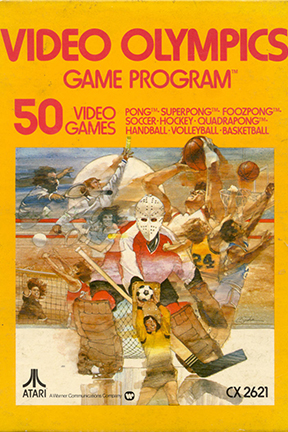 VIDEO OLYMPICS
GAME PROGRAM™
50 VIDEO GAMES
PONG™·SUPERPONG™·FOOZPONG™·
SOCCER·HOCKEY·QUADRAPONG™·
HANDBALL·VOLLEYBALL·BASKETBALL
24
ATARI
A Warner Communications Company
CX 2621